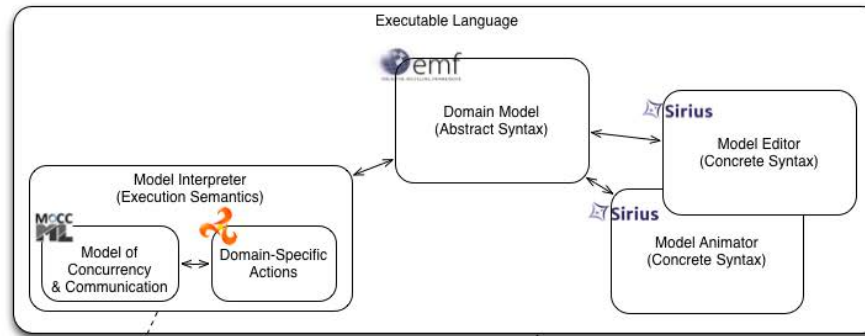 Executable Language
emf
Domain Model
(Abstract Syntax)
Sirius
Model Editor
(Concrete Syntax)
Model Interpreter
(Execution Semantics)
Sirius
Model Animator
(Concrete Syntax)
MoCC
ML
Model of
Concurrency
& Communication
Domain-Specific
Actions